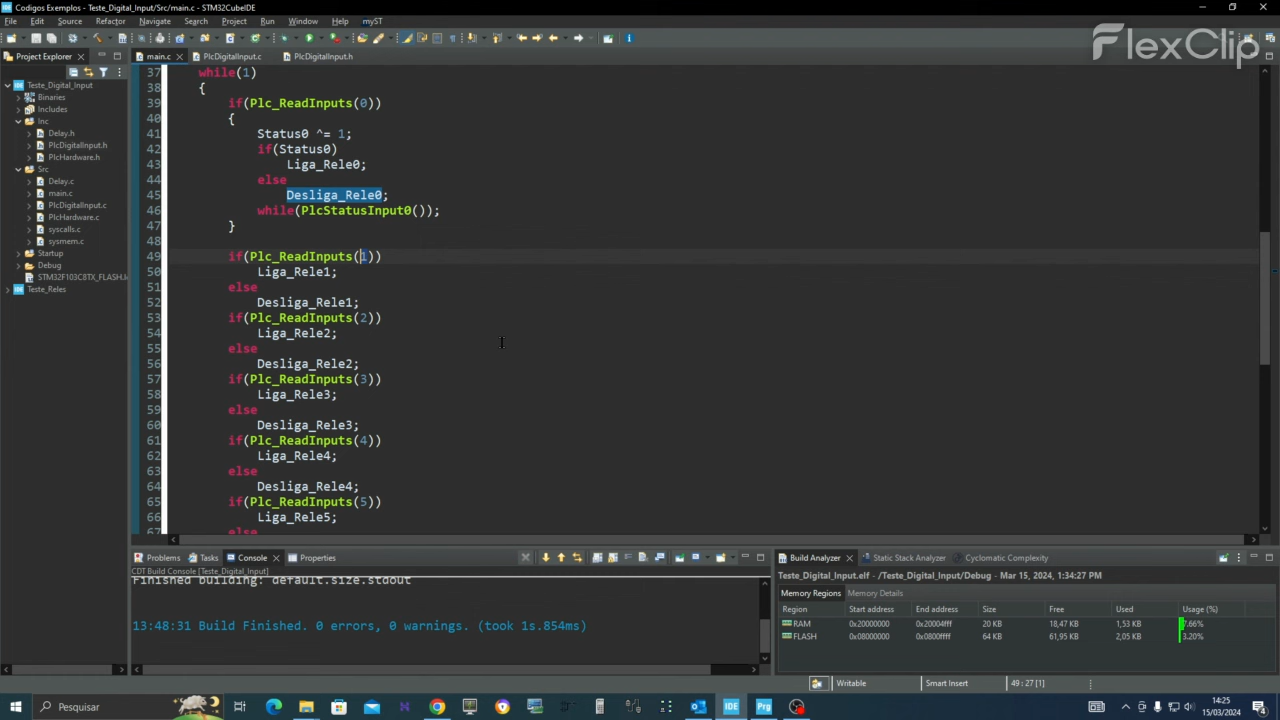 Codigos Exemplos - Teste_Digital_Input/Src/main.c - STM32CubeIDE
File Edit Source Refactor Navigate Search Project Run Window Help myST
FlexClip
Project Explorer
main.c PlcDigitalInput.c PlcDigitalInput.h
Teste_Digital_Input
Binaries
Includes
Inc
Delay.h
PlcDigitalInput.h
PlcHardware.h
Src
Delay.c
main.c
PlcDigitalInput.c
PlcHardware.c
syscalls.c
sysmem.c
Startup
Debug
STM32F103C8TX_FLASH.l
Teste_Reles
37 while(1)
38 {
39 if(Plc_ReadInputs(0))
40 {
41 Status0 ^= 1;
42 if(Status0)
43 Liga_Rele0;
44 else
45 Desliga_Rele0;
46 while(PlcStatusInput0());
47 }
48
49 if(Plc_ReadInputs(1))
50 Liga_Rele1;
51 else
52 Desliga_Rele1;
53 if(Plc_ReadInputs(2))
54 Liga_Rele2;
55 else
56 Desliga_Rele2;
57 if(Plc_ReadInputs(3))
58 Liga_Rele3;
59 else
60 Desliga_Rele3;
61 if(Plc_ReadInputs(4))
62 Liga_Rele4;
63 else
64 Desliga_Rele4;
65 if(Plc_ReadInputs(5))
66 Liga_Rele5;
67 else
Problems Tasks Console Properties
CDT Build Console [Teste_Digital_Input]
Finished building: default.size.stdout
13:48:31 Build Finished. 0 errors, 0 warnings. (took 1s.854ms)
Build Analyzer Static Stack Analyzer Cyclomatic Complexity
Teste_Digital_Input.elf - /Teste_Digital_Input/Debug - Mar 15, 2024, 1:34:27 PM
Memory Regions Memory Details
Region Start address End address Size Free Used Usage (%)
RAM 0x20000000 0x20004fff 20 KB 18,47 KB 1,53 KB 7.66%
FLASH 0x08000000 0x0800ffff 64 KB 61,95 KB 2,05 KB 3.20%
Writable Smart Insert 49 : 27 [1]
Pesquisar
IDE Prg
14:25
15/03/2024